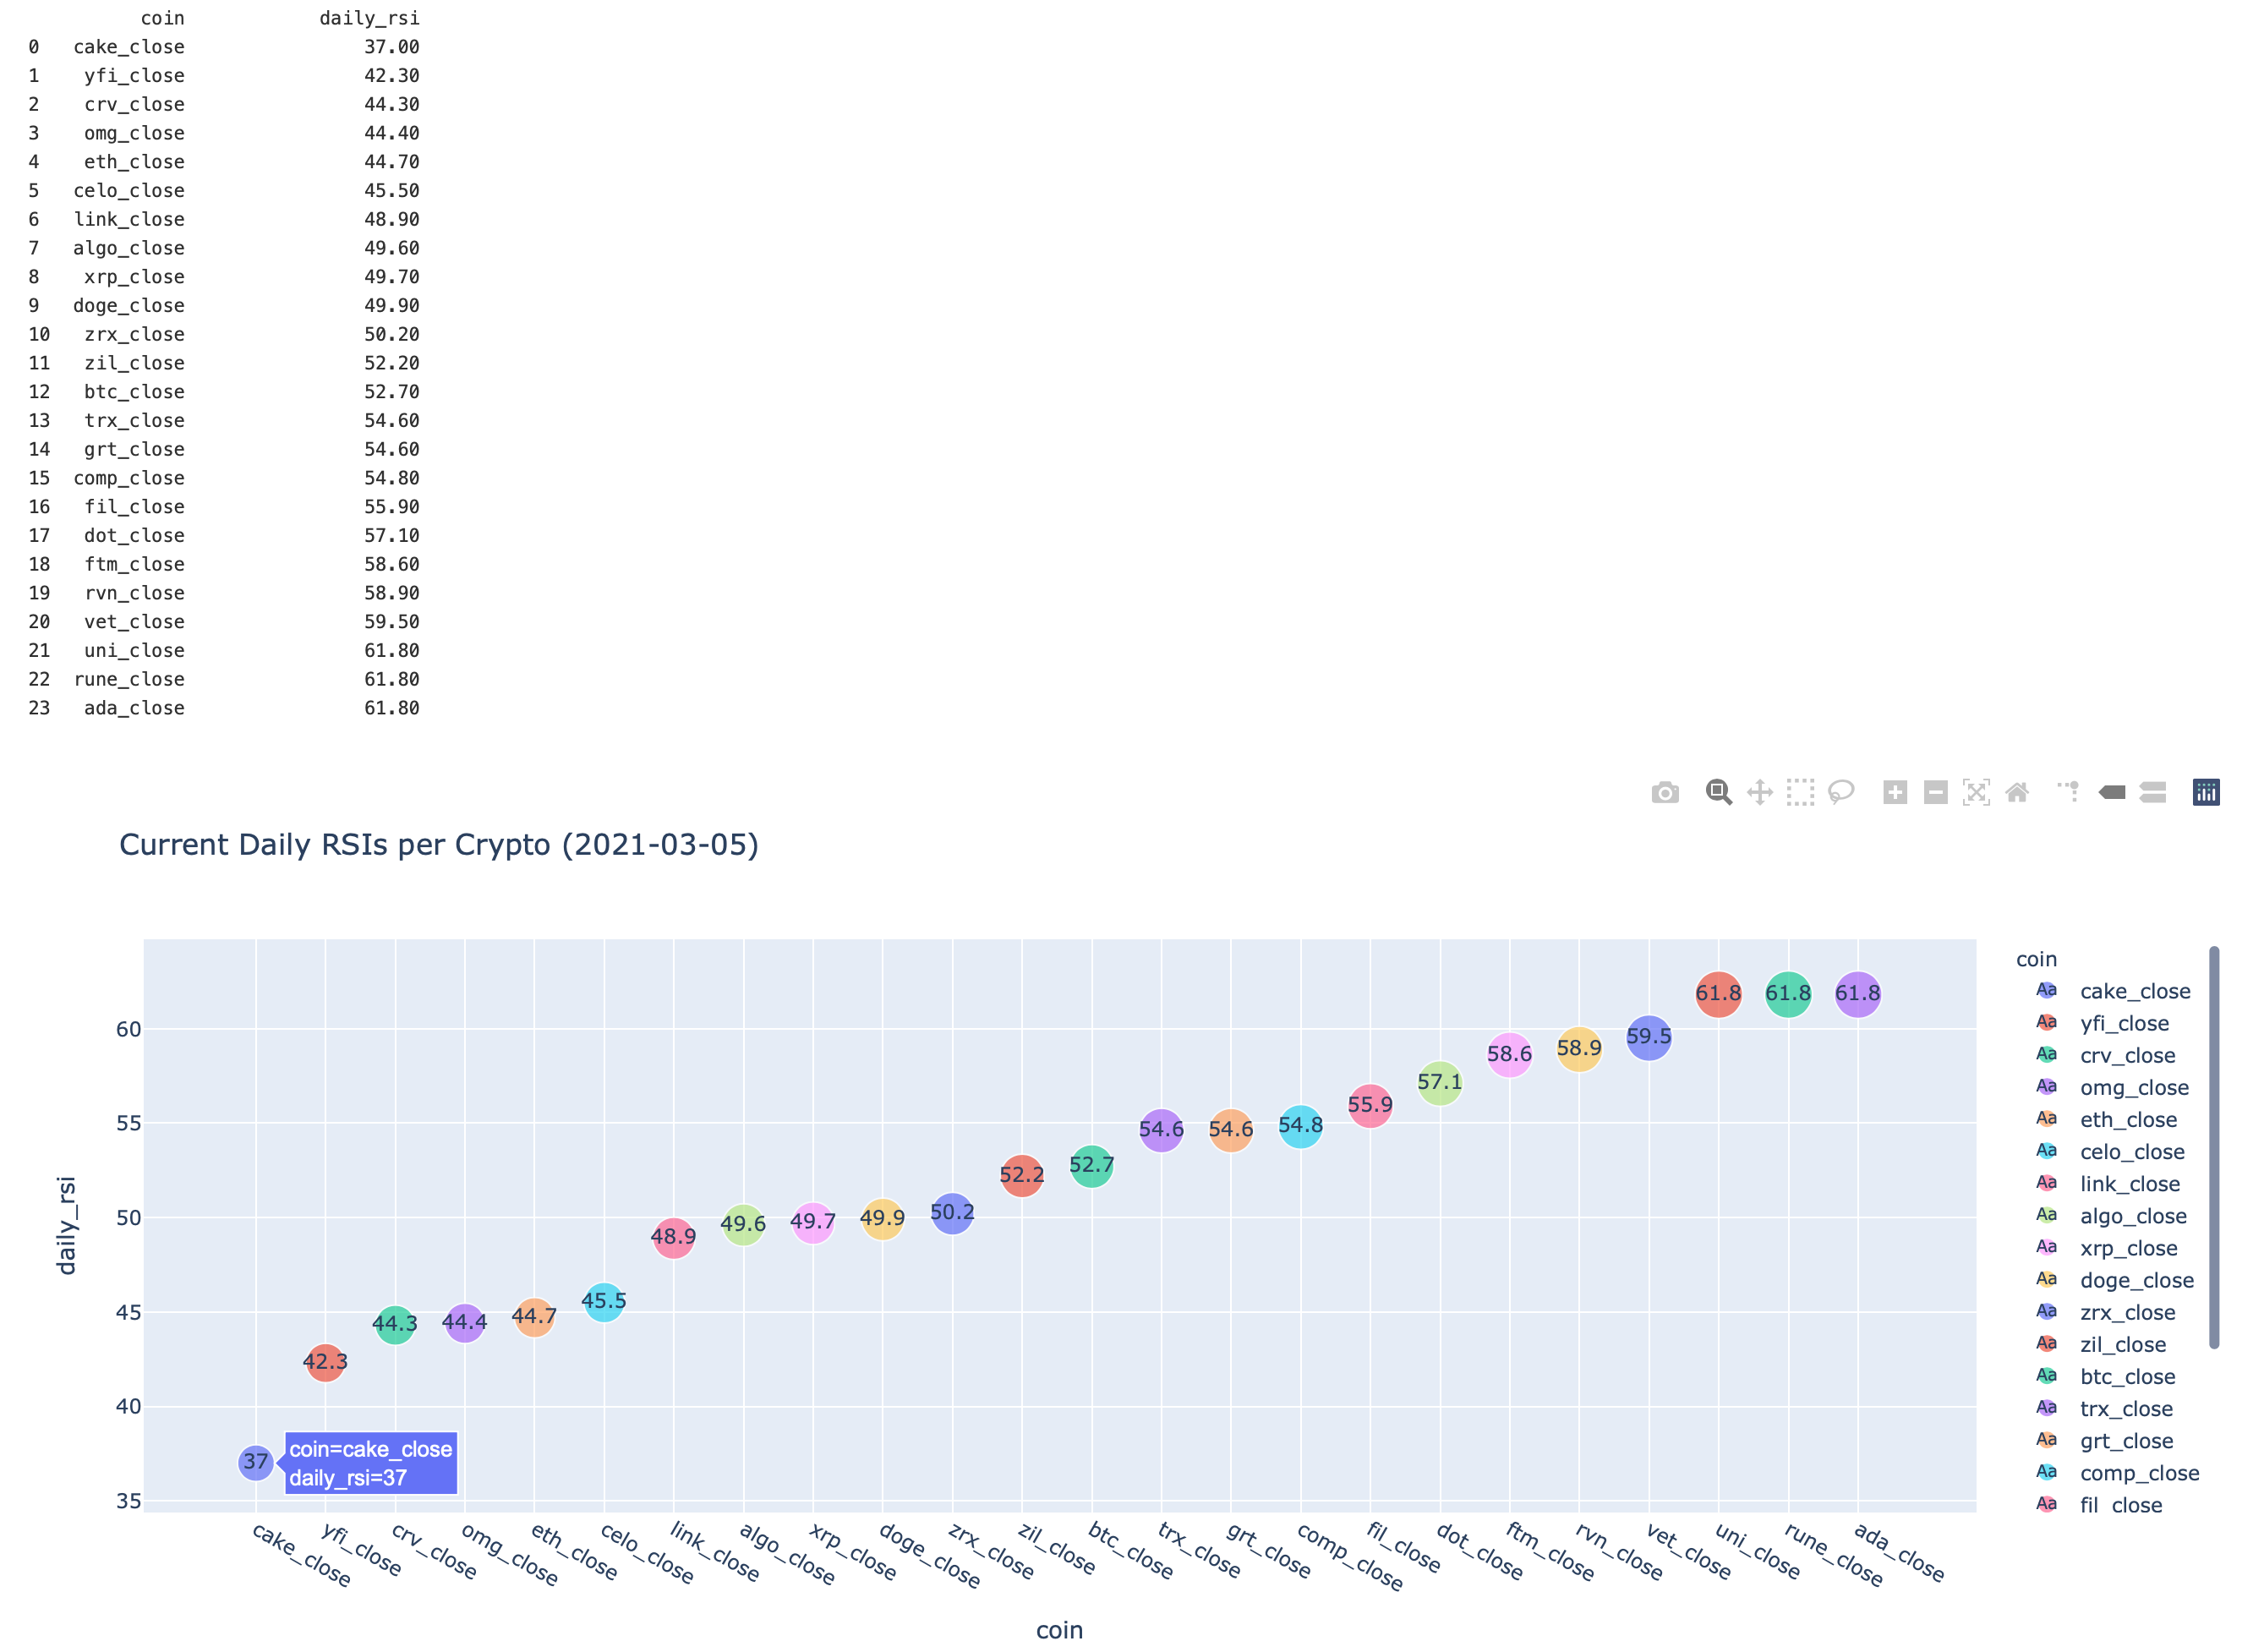 coin daily_rsi
0 cake_close 37.00
1 yfi_close 42.30
2 crv_close 44.30
3 omg_close 44.40
4 eth_close 44.70
5 celo_close 45.50
6 link_close 48.90
7 algo_close 49.60
8 xrp_close 49.70
9 doge_close 49.90
10 zrx_close 50.20
11 zil_close 52.20
12 btc_close 52.70
13 trx_close 54.60
14 grt_close 54.60
15 comp_close 54.80
16 fil_close 55.90
17 dot_close 57.10
18 ftm_close 58.60
19 rvn_close 58.90
20 vet_close 59.50
21 uni_close 61.80
22 rune_close 61.80
23 ada_close 61.80
Current Daily RSIs per Crypto (2021-03-05)
daily_rsi
60
55
50
45
40
35
37
42.3
44.3
44.4
44.7
45.5
48.9
49.6
49.7
49.9
50.2
52.2
52.7
54.6
54.6
54.8
55.9
57.1
58.6
58.9
59.5
61.8
61.8
61.8
coin=cake_close
daily_rsi=37
cake_close
yfi_close
crv_close
omg_close
eth_close
celo_close
link_close
algo_close
xrp_close
doge_close
zrx_close
zil_close
btc_close
trx_close
grt_close
comp_close
fil_close
dot_close
ftm_close
rvn_close
vet_close
uni_close
rune_close
ada_close
coin
coin
Aa cake_close
Aa yfi_close
Aa crv_close
Aa omg_close
Aa eth_close
Aa celo_close
Aa link_close
Aa algo_close
Aa xrp_close
Aa doge_close
Aa zrx_close
Aa zil_close
Aa btc_close
Aa trx_close
Aa grt_close
Aa comp_close
Aa fil_close